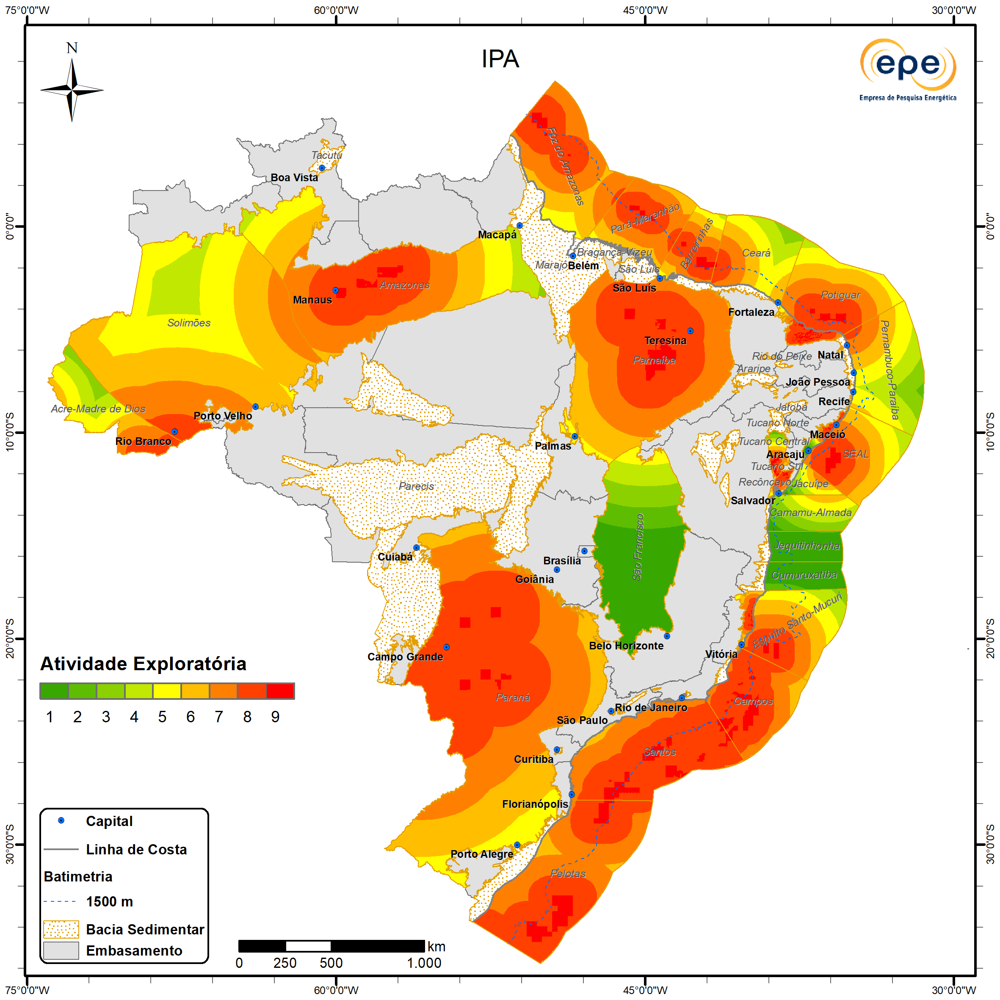 75°0'0"W
60°0'0"W
45°0'0"W
30°0'0"W
N
IPA
epe
Empresa de Pesquisa Energética
Foz do Amazonas
Tacutu
Boa Vista
Pará-Maranhão
Barreirinhas
0°0'0"
0°0'0"
Macapá
Ceará
Bragança-Vizeu
Marajó
Belém
São Luís
São Luís
Amazonas
Manaus
Potiguar
Fortaleza
Solimões
Teresina
Pernambuco-Paraíba
Rio do Peixe
Natal
Parnaíba
Araripe
João Pessoa
Recife
Jatobá
Acre-Madre de Dios
Porto Velho
Tucano Norte
10°0'0"S
10°0'0"S
Maceió
Rio Branco
Palmas
Tucano Central
Aracaju
SEAL
Tucano Sul
Recôncavo
Jacuípe
Parecis
Salvador
Camamu-Almada
São Francisco
Jequitinhonha
Cuiabá
Brasília
Goiânia
Cumuruxatiba
Espírito Santo-Mucuri
20°0'0"S
20°0'0"S
Belo Horizonte
Vitória
Campo Grande
Atividade Exploratória
1 2 3 4 5 6 7 8 9
Paraná
Campos
Rio de Janeiro
São Paulo
Santos
Curitiba
Florianópolis
30°0'0"S
30°0'0"S
Porto Alegre
Pelotas
Capital
Linha de Costa
Batimetria
1500 m
Bacia Sedimentar
Embasamento
km
0 250 500 1.000
75°0'0"W
60°0'0"W
45°0'0"W
30°0'0"W